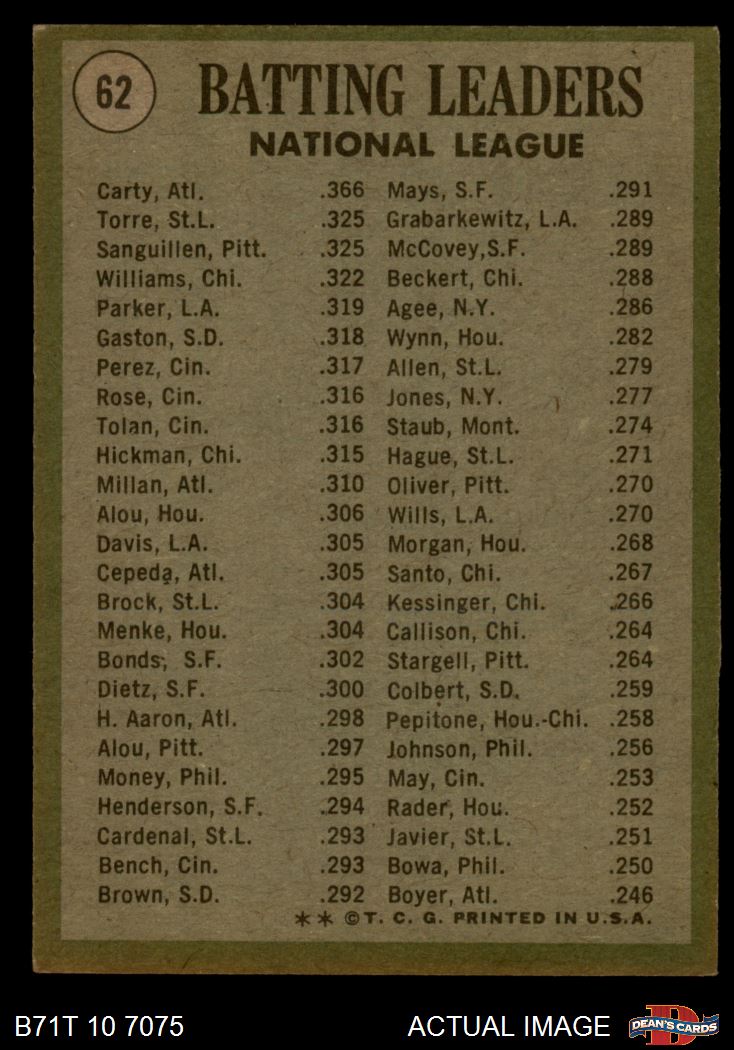 62
BATTING LEADERS
NATIONAL LEAGUE
Carty, Atl. .366 Mays, S.F. .291
Torre, St.L. .325 Grabarkewitz, L.A. .289
Sanguillen, Pitt. .325 McCovey,S.F. .289
Williams, Chi. .322 Beckert, Chi. .288
Parker, L.A. .319 Agee, N.Y. .286
Gaston, S.D. .318 Wynn, Hou. .282
Perez, Cin. .317 Allen, St.L. .279
Rose, Cin. .316 Jones, N.Y. .277
Tolan, Cin. .316 Staub, Mont. .274
Hickman, Chi. .315 Hague, St.L. .271
Millan, Atl. .310 Oliver, Pitt. .270
Alou, Hou. .306 Wills, L.A. .270
Davis, L.A. .305 Morgan, Hou. .268
Cepeda, Atl. .305 Santo, Chi. .267
Brock, St.L. .304 Kessinger, Chi. .266
Menke, Hou. .304 Callison, Chi. .264
Bonds, S.F. .302 Stargell, Pitt. .264
Dietz, S.F. .300 Colbert, S.D. .259
H. Aaron, Atl. .298 Pepitone, Hou.-Chi. .258
Alou, Pitt. .297 Johnson, Phil. .256
Money, Phil. .295 May, Cin. .253
Henderson, S.F. .294 Rader, Hou. .252
Cardenal, St.L. .293 Javier, St.L. .251
Bench, Cin. .293 Bowa, Phil. .250
Brown, S.D. .292 Boyer, Atl. .246
** ©T. C. G. PRINTED IN U.S.A.
B71T 10 7075 ACTUAL IMAGE DEAN'S CARDS